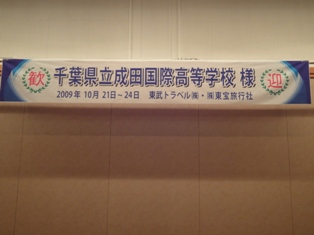 歓 千葉県立成田国際高等学校 様 迎
2009年 10月 21日~24日 東武トラベル㈱・㈱東宝旅行社